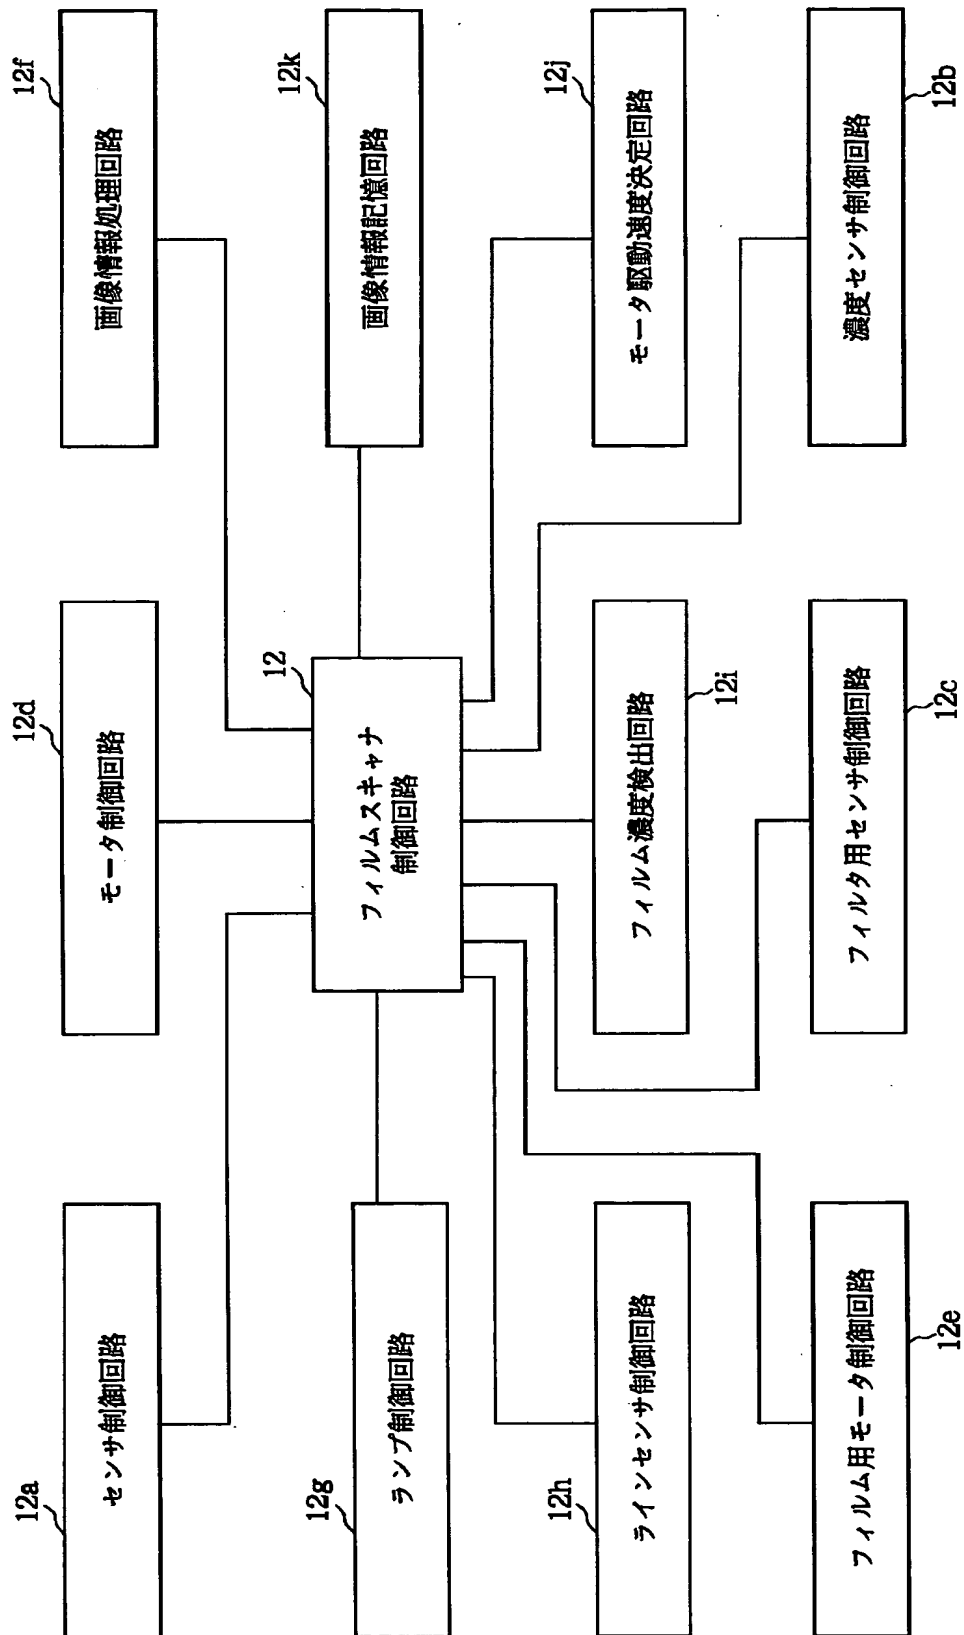 12a
センサ制御回路
12d
モータ制御回路
12f
画像情報処理回路
12g
ランプ制御回路
12
フィルムスキャナ
制御回路
12k
画像情報記憶回路
12h
ラインセンサ制御回路
フィルム濃度検出回路
12i
12j
モータ駆動速度決定回路
フィルム用モータ制御回路
12e
フィルタ用センサ制御回路
12c
濃度センサ制御回路
12b